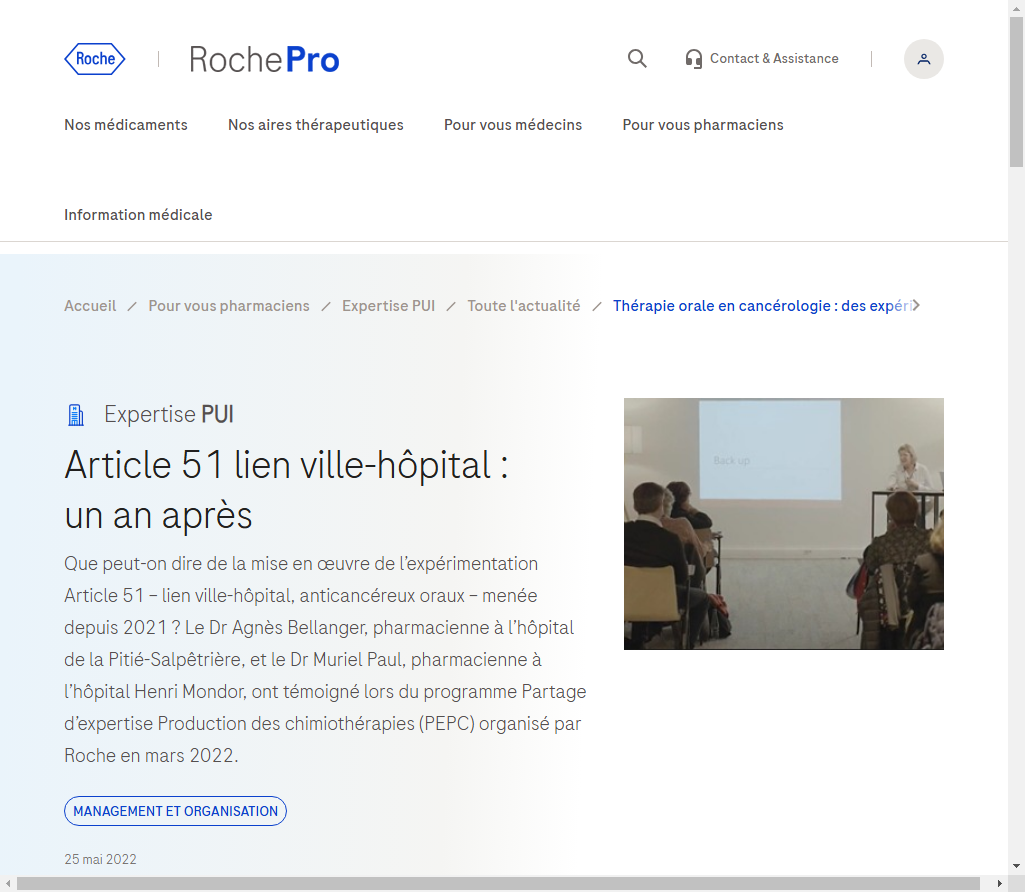 Roche
RochePro
Contact & Assistance
Nos médicaments
Nos aires thérapeutiques
Pour vous médecins
Pour vous pharmaciens
Information médicale
Accueil / Pour vous pharmaciens / Expertise PUI / Toute l'actualité / Thérapie orale en cancérologie : des expéri
Expertise PUI
Article 51 lien ville-hôpital :
un an après
Que peut-on dire de la mise en œuvre de l’expérimentation
Article 51 – lien ville-hôpital, anticancéreux oraux – menée
depuis 2021 ? Le Dr Agnès Bellanger, pharmacienne à l’hôpital
de la Pitié-Salpêtrière, et le Dr Muriel Paul, pharmacienne à
l’hôpital Henri Mondor, ont témoigné lors du programme Partage
d’expertise Production des chimiothérapies (PEPC) organisé par
Roche en mars 2022.
Back up
MANAGEMENT ET ORGANISATION
25 mai 2022